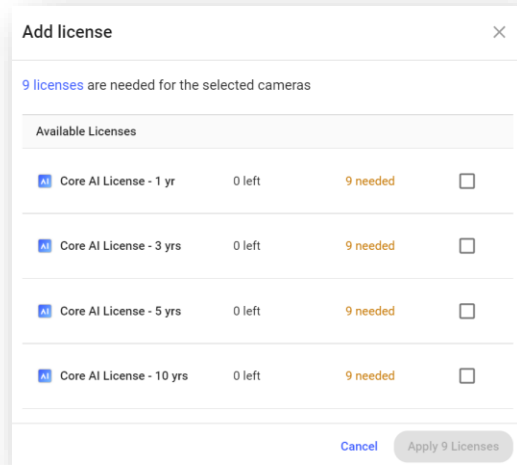 Add license
9 licenses are needed for the selected cameras
Available Licenses
AI Core AI License - 1 yr 0 left 9 needed
AI Core AI License - 3 yrs 0 left 9 needed
AI Core AI License - 5 yrs 0 left 9 needed
AI Core AI License - 10 yrs 0 left 9 needed
Cancel Apply 9 Licenses